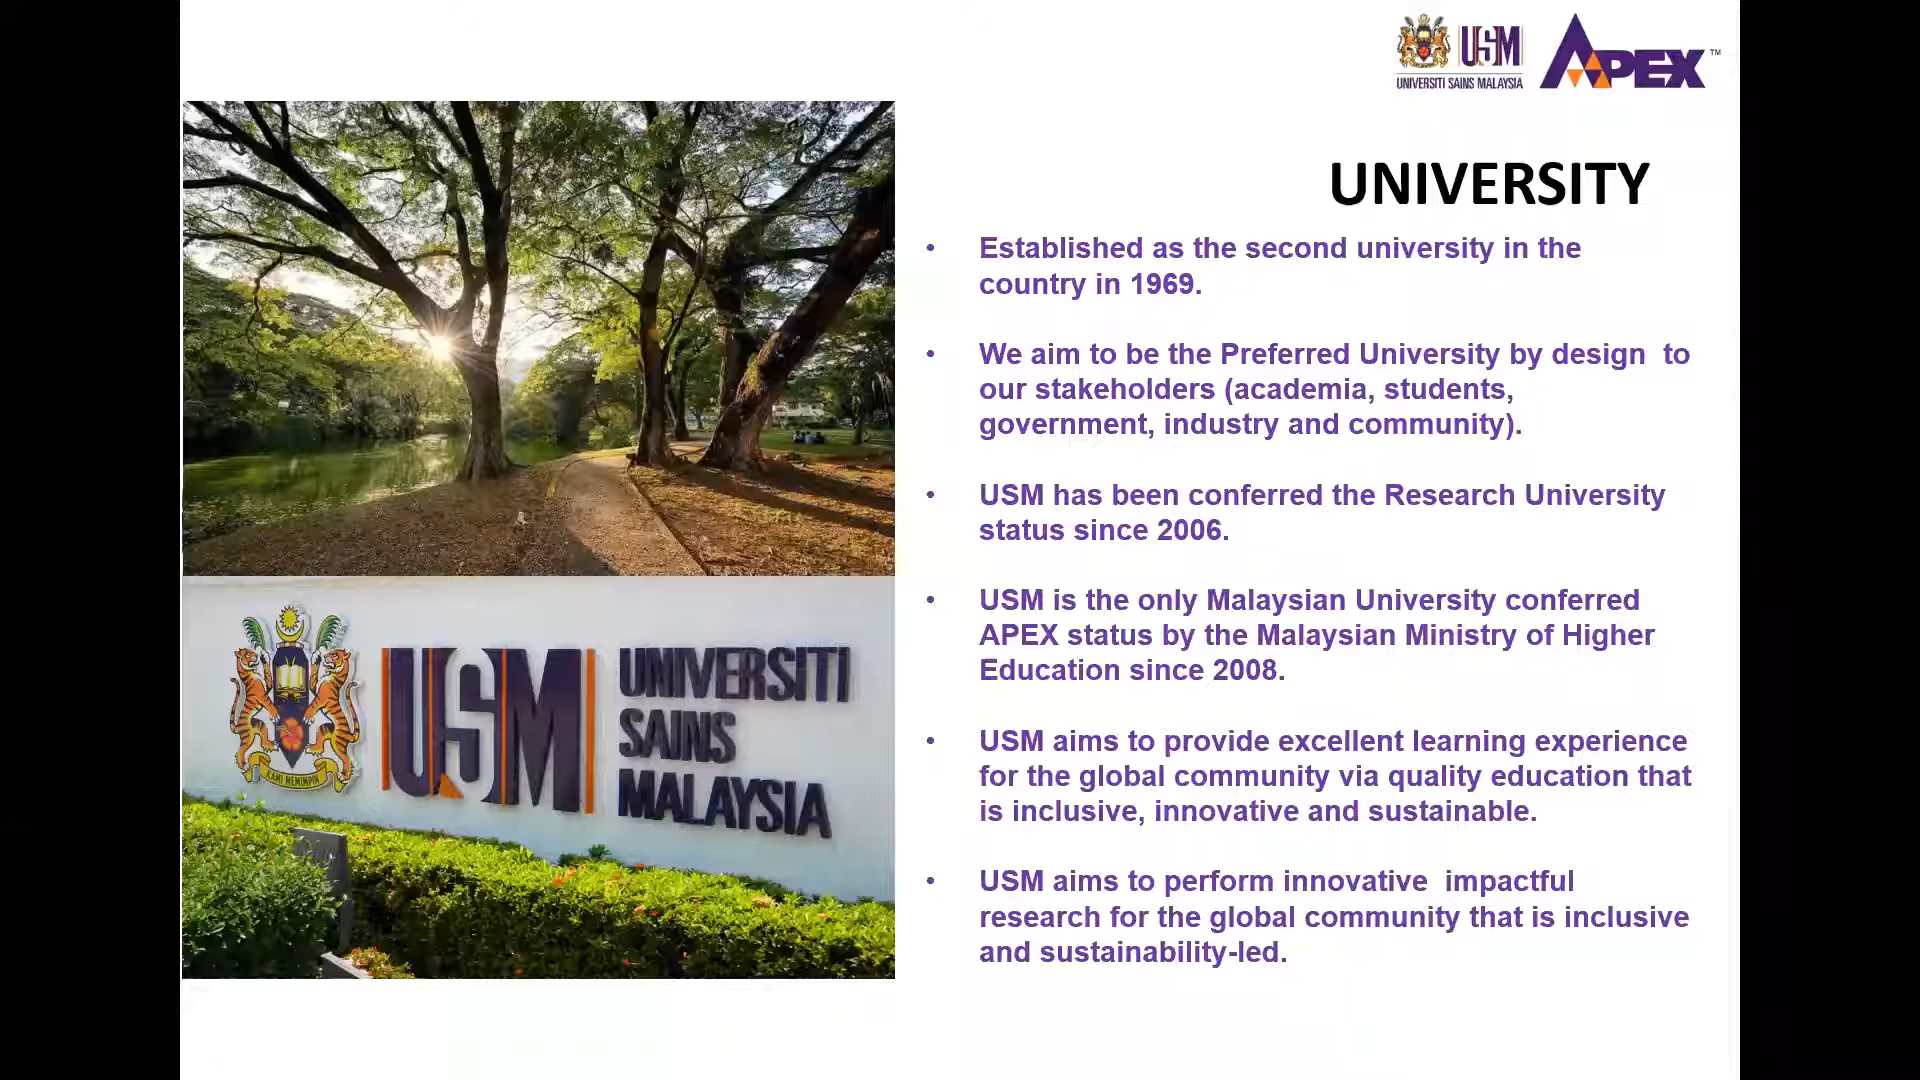 USM
UNIVERSITI SAINS MALAYSIA
APEX™
UNIVERSITY
• Established as the second university in the
country in 1969.
• We aim to be the Preferred University by design to
our stakeholders (academia, students,
government, industry and community).
• USM has been conferred the Research University
status since 2006.
• USM is the only Malaysian University conferred
APEX status by the Malaysian Ministry of Higher
Education since 2008.
• USM aims to provide excellent learning experience
for the global community via quality education that
is inclusive, innovative and sustainable.
• USM aims to perform innovative impactful
research for the global community that is inclusive
and sustainability-led.
KAMI MEMIMPIN
USM
UNIVERSITI
SAINS
MALAYSIA